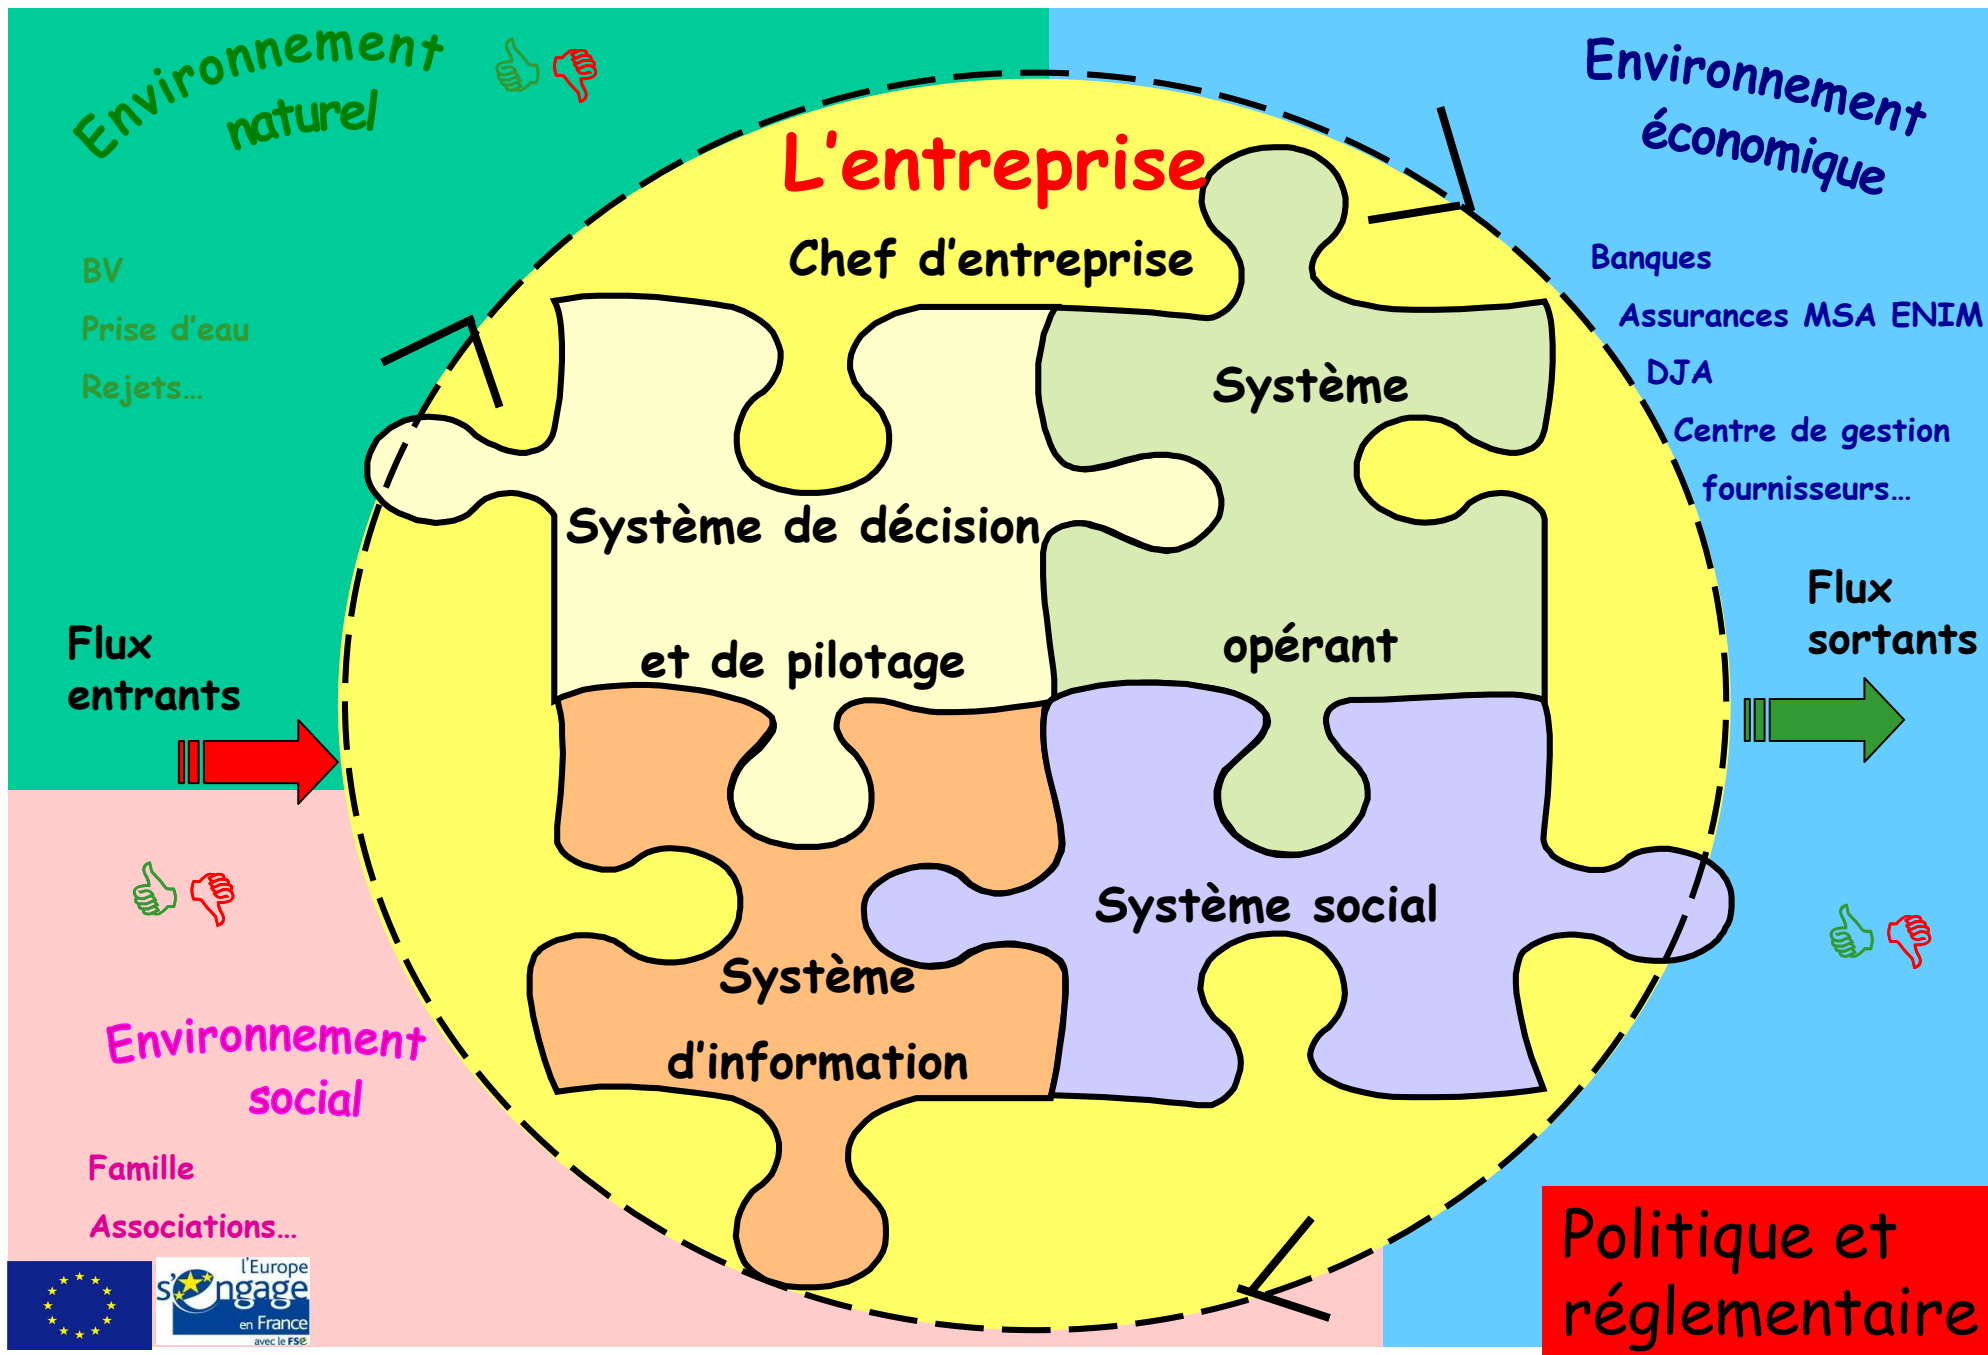 Environnement
naturel
BV
Prise d'eau
Rejets...
Flux
entrants
L'entreprise
Chef d'entreprise
Système de décision
et de pilotage
Système
opérant
Système
d'information
Système social
Environnement
économique
Banques
Assurances MSA ENIM
DJA
Centre de gestion
fournisseurs...
Flux
sortants
Environnement
social
Famille
Associations...
l'Europe
s'engage
en France
avec le FSe
Politique et
réglementaire